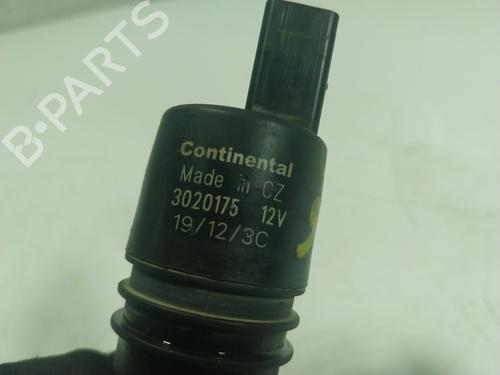 B-PARTS
Continental
Made in CZ
3020175 12V
19/12/3C